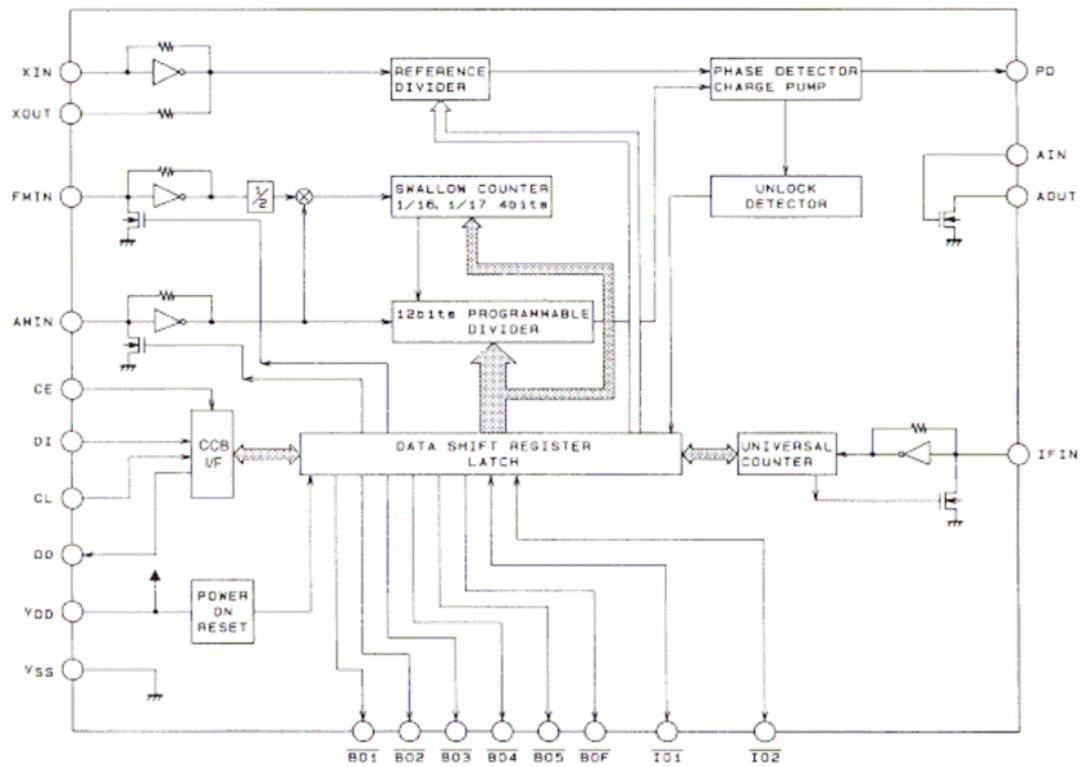 XIN
REFERENCE
DIVIDER
PHASE DETECTOR
CHARGE PUMP
PD
XOUT
AIN
FMIN
1/2
SWALLOW COUNTER
1/16, 1/17 4bits
UNLOCK
DETECTOR
AOUT
AMIN
12bits PROGRAMMABLE
DIVIDER
CE
DI
CCB
I/F
DATA SHIFT REGISTER
LATCH
UNIVERSAL
COUNTER
IFIN
CL
DO
VDD
POWER
ON
RESET
VSS
BO1 BO2 BO3 BO4 BO5 BOF IO1 IO2